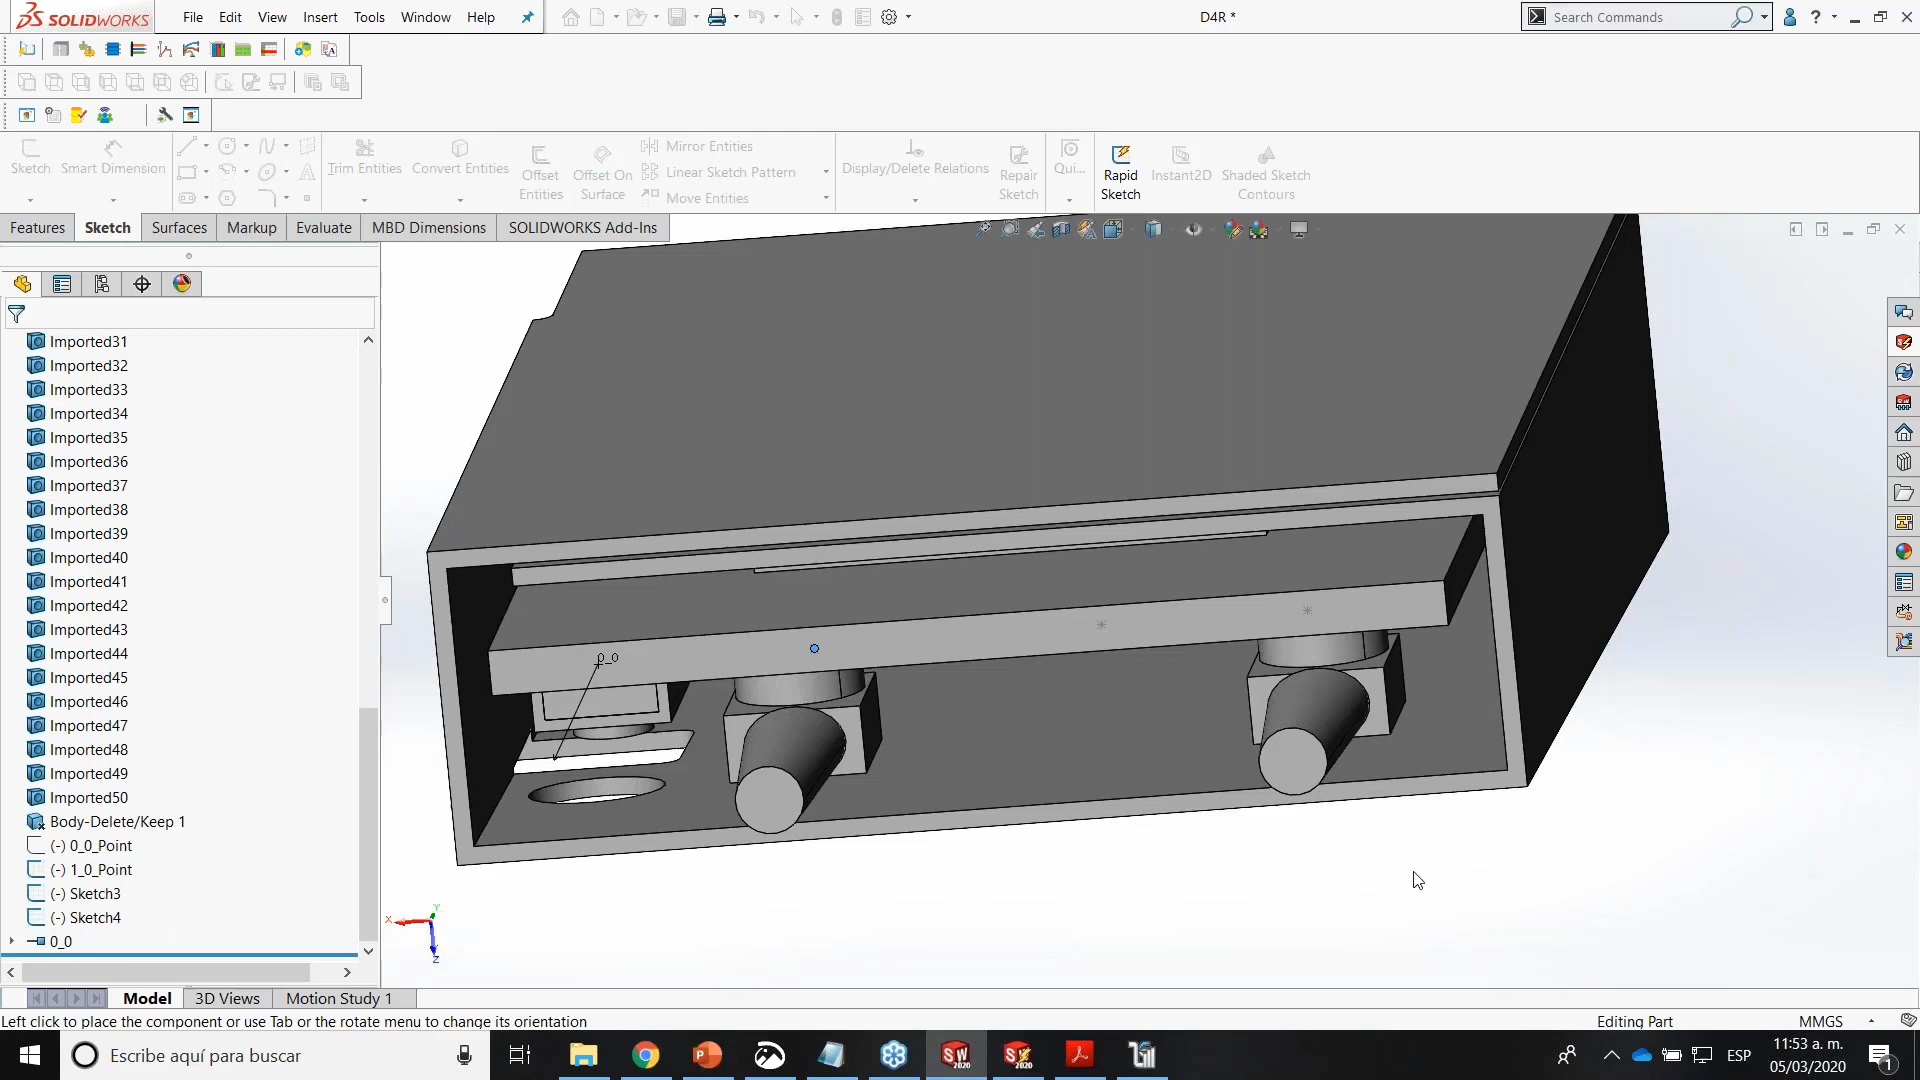 SOLIDWORKS File Edit View Insert Tools Window Help D4R * Search Commands
Sketch Smart Dimension Trim Entities Convert Entities Offset Entities Offset On Surface Mirror Entities Linear Sketch Pattern Move Entities Display/Delete Relations Repair Sketch Qui... Rapid Sketch Instant2D Shaded Sketch Contours
Features Sketch Surfaces Markup Evaluate MBD Dimensions SOLIDWORKS Add-Ins
Imported31
Imported32
Imported33
Imported34
Imported35
Imported36
Imported37
Imported38
Imported39
Imported40
Imported41
Imported42
Imported43
Imported44
Imported45
Imported46
Imported47
Imported48
Imported49
Imported50
Body-Delete/Keep 1
(-) 0_0_Point
(-) 1_0_Point
(-) Sketch3
(-) Sketch4
0_0
0_0
X Y Z
Model 3D Views Motion Study 1
Left click to place the component or use Tab or the rotate menu to change its orientation Editing Part MMGS
Escribe aquí para buscar SW 2020 2020 ESP 11:53 a. m.
05/03/2020 1